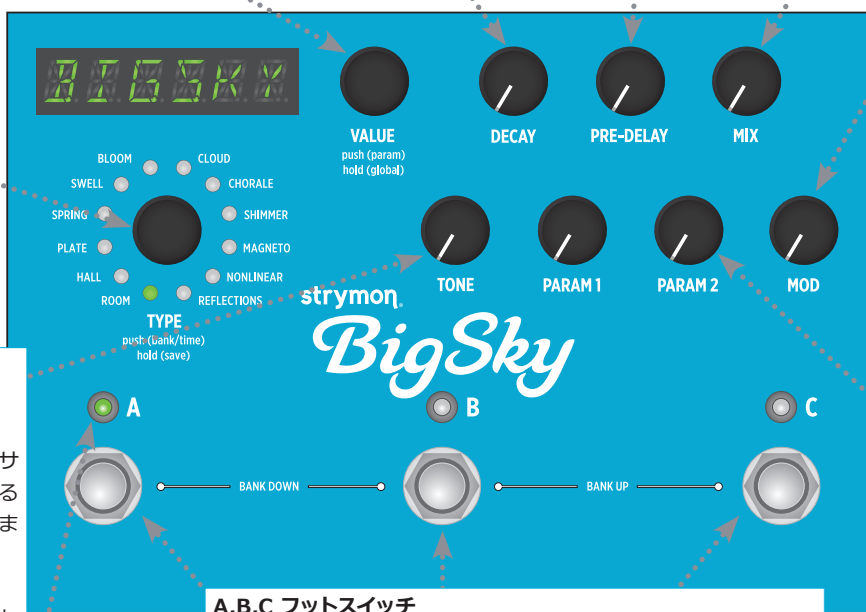 BIGSKY
VALUE
push (param)
hold (global)
DECAY
PRE-DELAY
MIX
BLOOM
CLOUD
SWELL
CHORALE
SPRING
SHIMMER
PLATE
MAGNETO
HALL
NONLINEAR
ROOM
REFLECTIONS
TYPE
push (bank/time)
hold (save)
TONE
PARAM 1
PARAM 2
MOD
strymon.
BigSky
A
B
C
BANK DOWN
BANK UP
サ
る
ま
A,B,C フットスイッチ